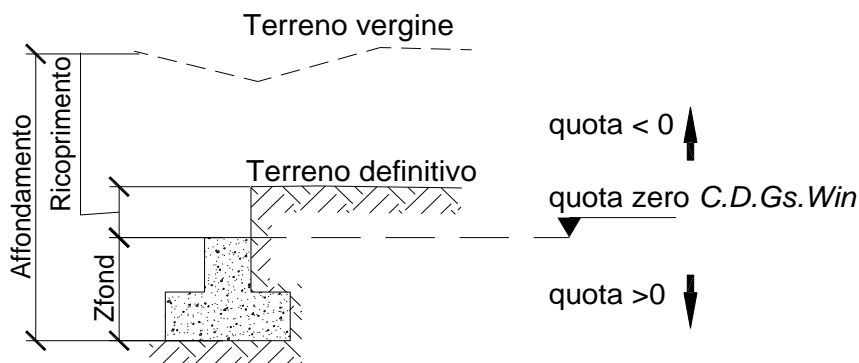 Terreno vergine
quota < 0
Terreno definitivo
quota zero C.D.Gs.Win
quota >0
Affondamento
Ricoprimento
Zfond